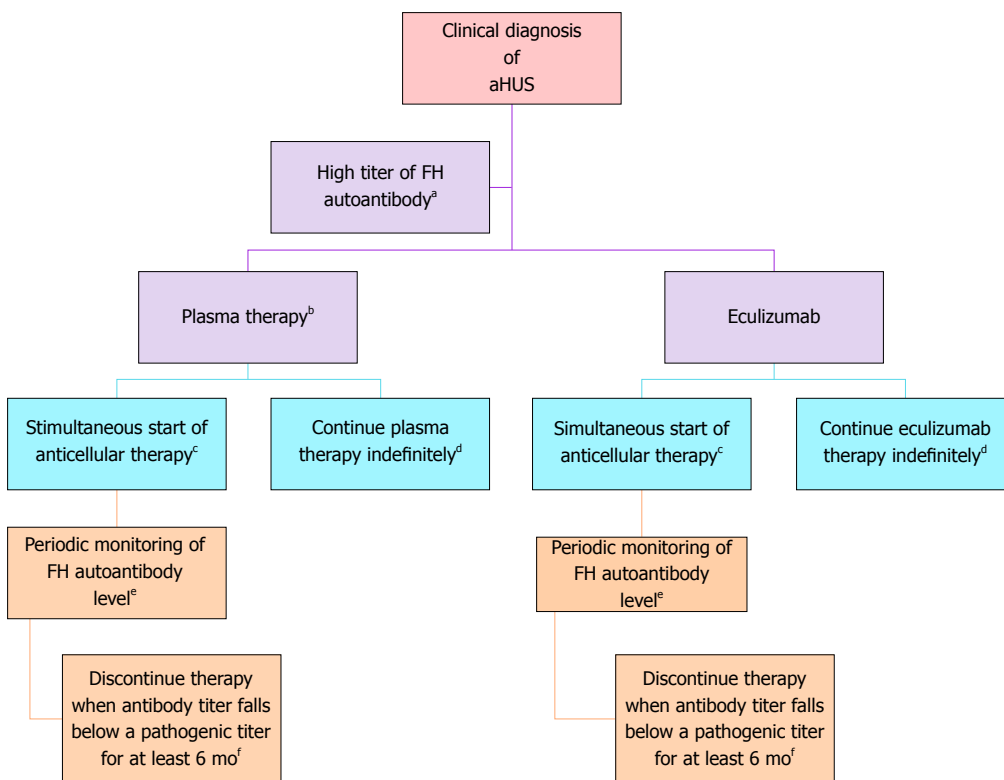 Clinical diagnosis
of
aHUS
High titer of FH
autoantibodyᵃ
Plasma therapyᵇ
Eculizumab
Stimultaneous start of
anticellular therapyᶜ
Continue plasma
therapy indefinitelyᵈ
Simultaneous start of
anticellular therapyᶜ
Continue eculizumab
therapy indefinitelyᵈ
Periodic monitoring of
FH autoantibody
levelᵉ
Periodic monitoring of
FH autoantibody
levelᵉ
Discontinue therapy
when antibody titer falls
below a pathogenic titer
for at least 6 moᶠ
Discontinue therapy
when antibody titer falls
below a pathogenic titer
for at least 6 moᶠ